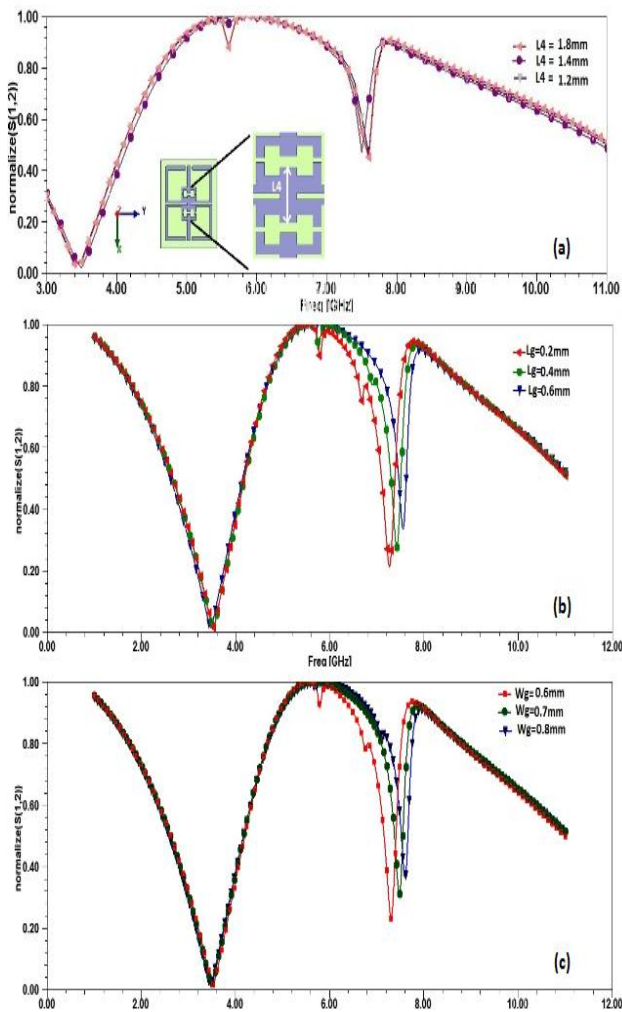 1.00
0.80
0.60
0.40
0.20
0.00
normalize(S(1,2))
L4 = 1.8mm
L4 = 1.4mm
L4 = 1.2mm
L4
Y
X
(a)
3.00 4.00 5.00 6.00 7.00 8.00 9.00 10.00 11.00
Freq [GHz]
1.00
0.80
0.60
0.40
0.20
0.00
normalize(S(1,2))
Lg=0.2mm
Lg=0.4mm
Lg=0.6mm
(b)
0.00 2.00 4.00 6.00 8.00 10.00 12.00
Freq [GHz]
1.00
0.80
0.60
0.40
0.20
0.00
normalize(S(1,2))
Wg=0.6mm
Wg=0.7mm
Wg=0.8mm
(c)
0.00 2.00 4.00 6.00 8.00 10.00 12.00